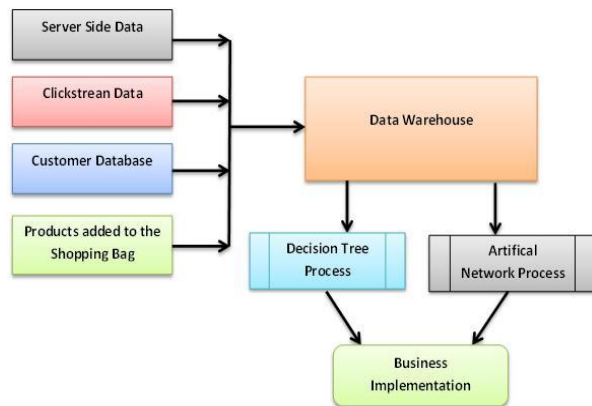 Server Side Data
Clickstrean Data
Customer Database
Products added to the
Shopping Bag
Data Warehouse
Decision Tree
Process
Artifical
Network Process
Business
Implementation